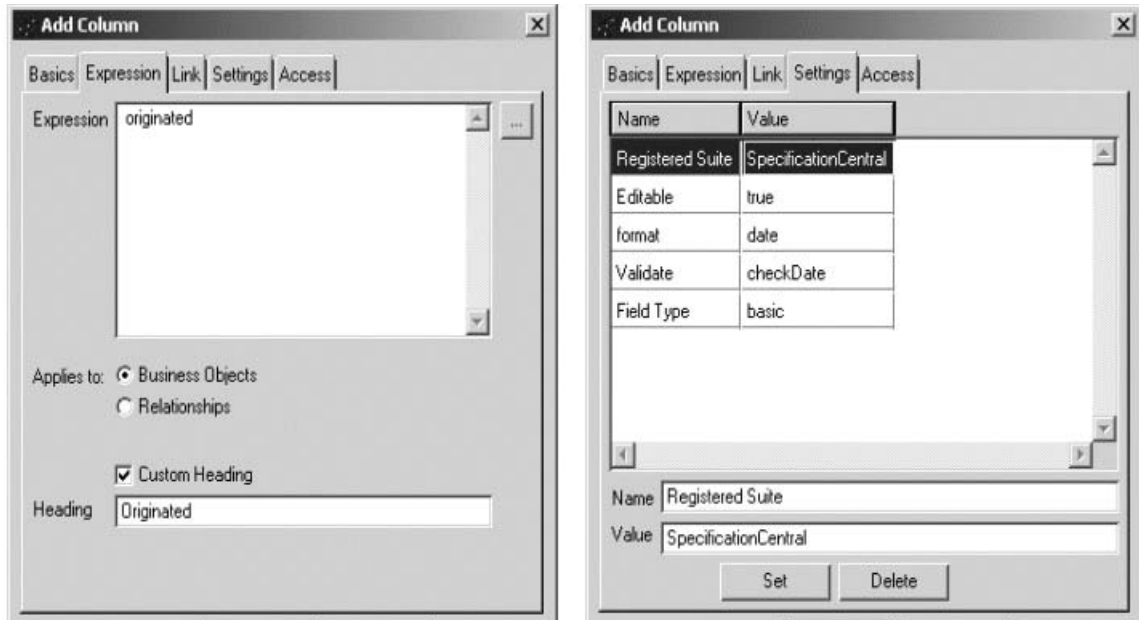 Add Column
Basics Expression Link Settings Access
Expression originated
...
Applies to: Business Objects
Relationships
Custom Heading
Heading Originated
Add Column
Basics Expression Link Settings Access
Name Value
Registered Suite SpecificationCentral
Editable true
format date
Validate checkDate
Field Type basic
Name Registered Suite
Value SpecificationCentral
Set Delete